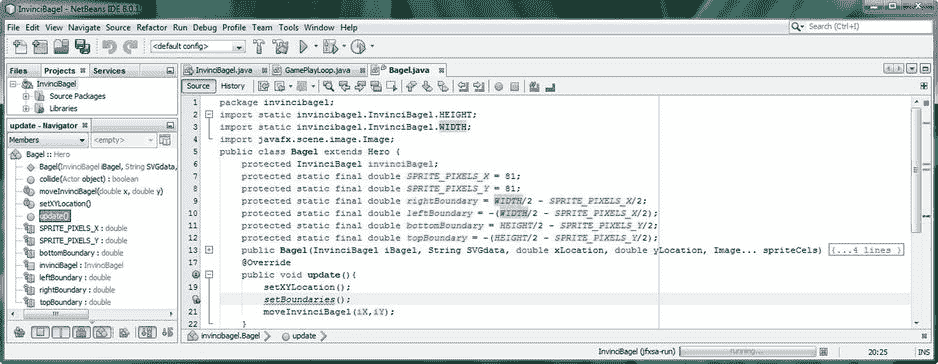 InvinciBagel - NetBeans IDE 8.0.1
File Edit View Navigate Source Refactor Run Debug Profile Team Tools Window Help
Search (Ctrl+I)
<default config>
Files Projects Services
InvinciBagel
Source Packages
Libraries
update - Navigator
Members <empty>
Bagel :: Hero
Bagel(InvinciBagel iBagel, String SVGdata,
collide(Actor object) : boolean
moveInvinciBagel(double x, double y)
setXYLocation()
update()
SPRITE_PIXELS_X : double
SPRITE_PIXELS_Y : double
bottomBoundary : double
invinciBagel : InvinciBagel
leftBoundary : double
rightBoundary : double
topBoundary : double
InvinciBagel.java GamePlayLoop.java Bagel.java
Source History
1 package invincibagel;
2 import static invincibagel.InvinciBagel.HEIGHT;
3 import static invincibagel.InvinciBagel.WIDTH;
4 import javafx.scene.image.Image;
5 public class Bagel extends Hero {
6 protected InvinciBagel invinciBagel;
7 protected static final double SPRITE_PIXELS_X = 81;
8 protected static final double SPRITE_PIXELS_Y = 81;
9 protected static final double rightBoundary = WIDTH/2 - SPRITE_PIXELS_X/2;
10 protected static final double leftBoundary = -(WIDTH/2 - SPRITE_PIXELS_X/2);
11 protected static final double bottomBoundary = HEIGHT/2 - SPRITE_PIXELS_Y/2;
12 protected static final double topBoundary = -(HEIGHT/2 - SPRITE_PIXELS_Y/2);
13 public Bagel(InvinciBagel iBagel, String SVGdata, double xLocation, double yLocation, Image... spriteCels) {...4 lines }
17 @Override
public void update(){
19 setXYLocation();
setBoundaries();
21 moveInvinciBagel(iX,iY);
22 }
invincibagel.Bagel update
InvinciBagel (jfxsa-run) running... 20:25 INS